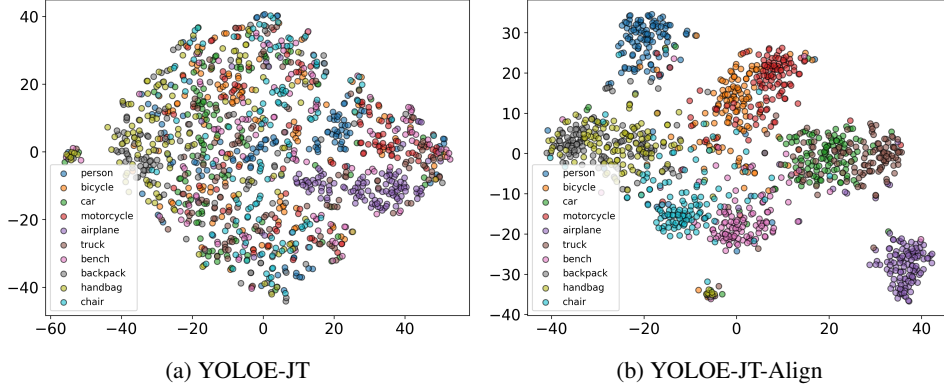 40
20
0
−20
−40
−60
−40
−20
0
20
40
person
bicycle
car
motorcycle
airplane
truck
bench
backpack
handbag
chair
(a) YOLOE-JT
30
20
10
0
−10
−20
−30
−40
−40
−20
0
20
40
person
bicycle
car
motorcycle
airplane
truck
bench
backpack
handbag
chair
(b) YOLOE-JT-Align